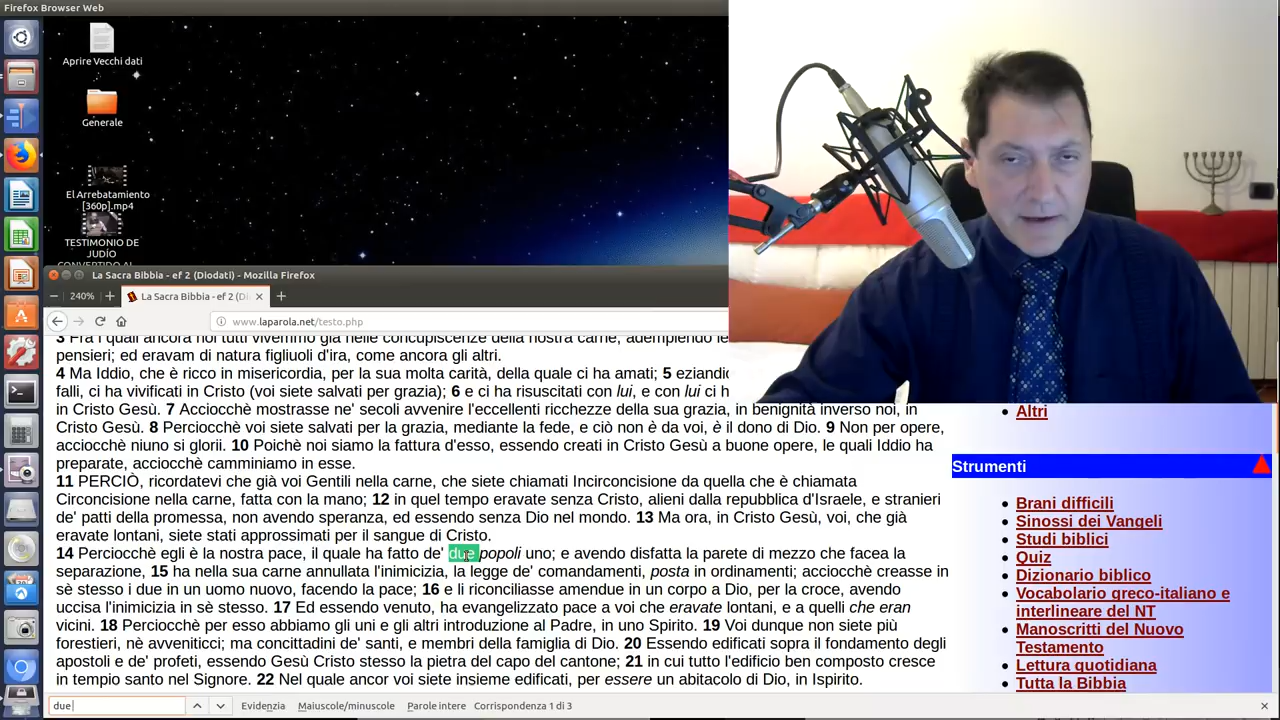 Firefox Browser Web
Aprire Vecchi dati
Generale
El Arrebatamiento
[360p].mp4
TESTIMONIO DE
JUDÍO
CONVERTIDO AL
La Sacra Bibbia - ef 2 (Diodati) - Mozilla Firefox
240%
La Sacra Bibbia - ef 2 (Di
www.laparola.net/testo.php
3 Fra i quali ancora noi tutti vivemmo già nelle concupiscenze della nostra carne, adempiendo le
pensieri; ed eravam di natura figliuoli d'ira, come ancora gli altri.
4 Ma Iddio, che è ricco in misericordia, per la sua molta carità, della quale ci ha amati; 5 eziandio
falli, ci ha vivificati in Cristo (voi siete salvati per grazia); 6 e ci ha risuscitati con lui, e con lui ci h
in Cristo Gesù. 7 Acciocchè mostrasse ne' secoli avvenire l'eccellenti ricchezze della sua grazia, in benignità inverso noi, in
Cristo Gesù. 8 Perciocchè voi siete salvati per la grazia, mediante la fede, e ciò non è da voi, è il dono di Dio. 9 Non per opere,
acciocchè niuno si glorii. 10 Poichè noi siamo la fattura d'esso, essendo creati in Cristo Gesù a buone opere, le quali Iddio ha
preparate, acciocchè camminiamo in esse.
11 PERCIÒ, ricordatevi che già voi Gentili nella carne, che siete chiamati Incirconcisione da quella che è chiamata
Circoncisione nella carne, fatta con la mano; 12 in quel tempo eravate senza Cristo, alieni dalla repubblica d'Israele, e stranieri
de' patti della promessa, non avendo speranza, ed essendo senza Dio nel mondo. 13 Ma ora, in Cristo Gesù, voi, che già
eravate lontani, siete stati approssimati per il sangue di Cristo.
14 Perciocchè egli è la nostra pace, il quale ha fatto de' due popoli uno; e avendo disfatta la parete di mezzo che facea la
separazione, 15 ha nella sua carne annullata l'inimicizia, la legge de' comandamenti, posta in ordinamenti; acciocchè creasse in
sè stesso i due in un uomo nuovo, facendo la pace; 16 e li riconciliasse amendue in un corpo a Dio, per la croce, avendo
uccisa l'inimicizia in sè stesso. 17 Ed essendo venuto, ha evangelizzato pace a voi che eravate lontani, e a quelli che eran
vicini. 18 Perciocchè per esso abbiamo gli uni e gli altri introduzione al Padre, in uno Spirito. 19 Voi dunque non siete più
forestieri, nè avveniticci; ma concittadini de' santi, e membri della famiglia di Dio. 20 Essendo edificati sopra il fondamento degli
apostoli e de' profeti, essendo Gesù Cristo stesso la pietra del capo del cantone; 21 in cui tutto l'edificio ben composto cresce
in tempio santo nel Signore. 22 Nel quale ancor voi siete insieme edificati, per essere un abitacolo di Dio, in Ispirito.
Altri
Strumenti
Brani difficili
Sinossi dei Vangeli
Studi biblici
Quiz
Dizionario biblico
Vocabolario greco-italiano e
interlineare del NT
Manoscritti del Nuovo
Testamento
Lettura quotidiana
Tutta la Bibbia
due
Evidenzia
Maiuscole/minuscole
Parole intere
Corrispondenza 1 di 3